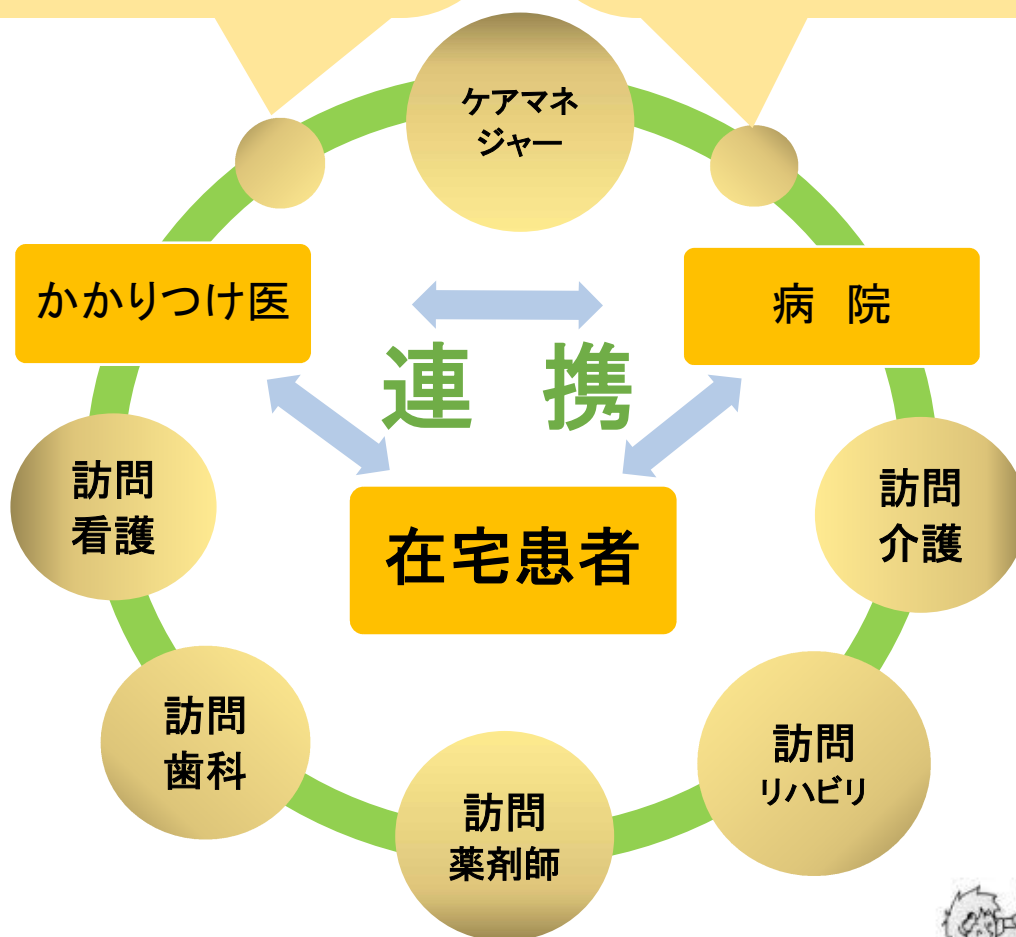 ケアマネ
ジャー
かかりつけ医
病　院
連　携
在宅患者
訪問
看護
訪問
介護
訪問
歯科
訪問
リハビリ
訪問
薬剤師